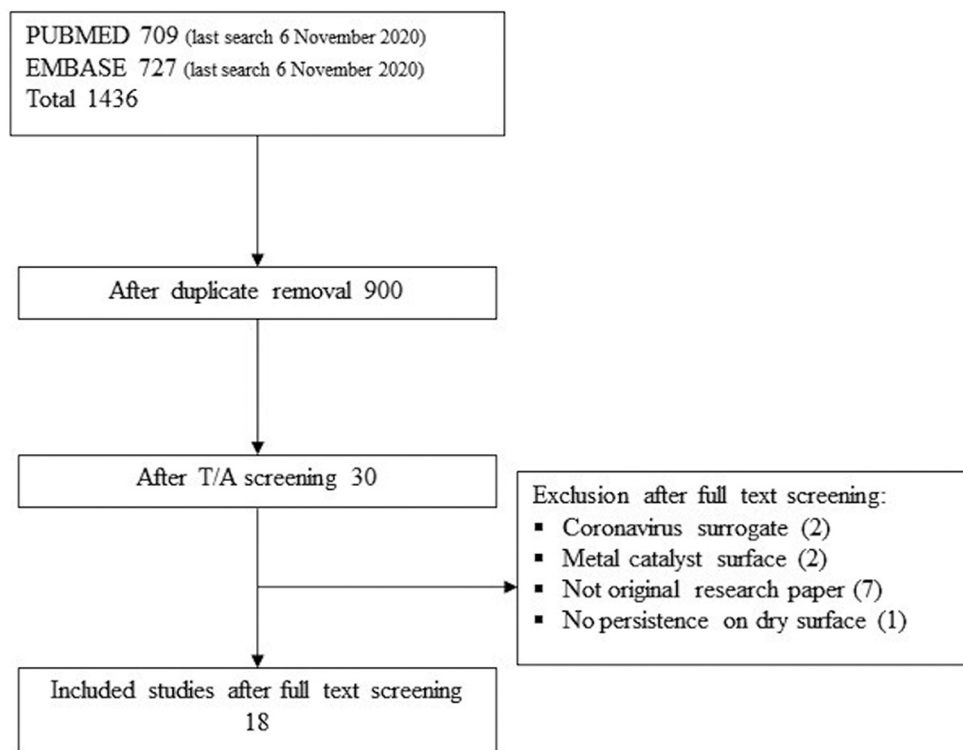 PUBMED 709 (last search 6 November 2020)
EMBASE 727 (last search 6 November 2020)
Total 1436
After duplicate removal 900
After T/A screening 30
Exclusion after full text screening:
▪ Coronavirus surrogate (2)
▪ Metal catalyst surface (2)
▪ Not original research paper (7)
▪ No persistence on dry surface (1)
Included studies after full text screening
18